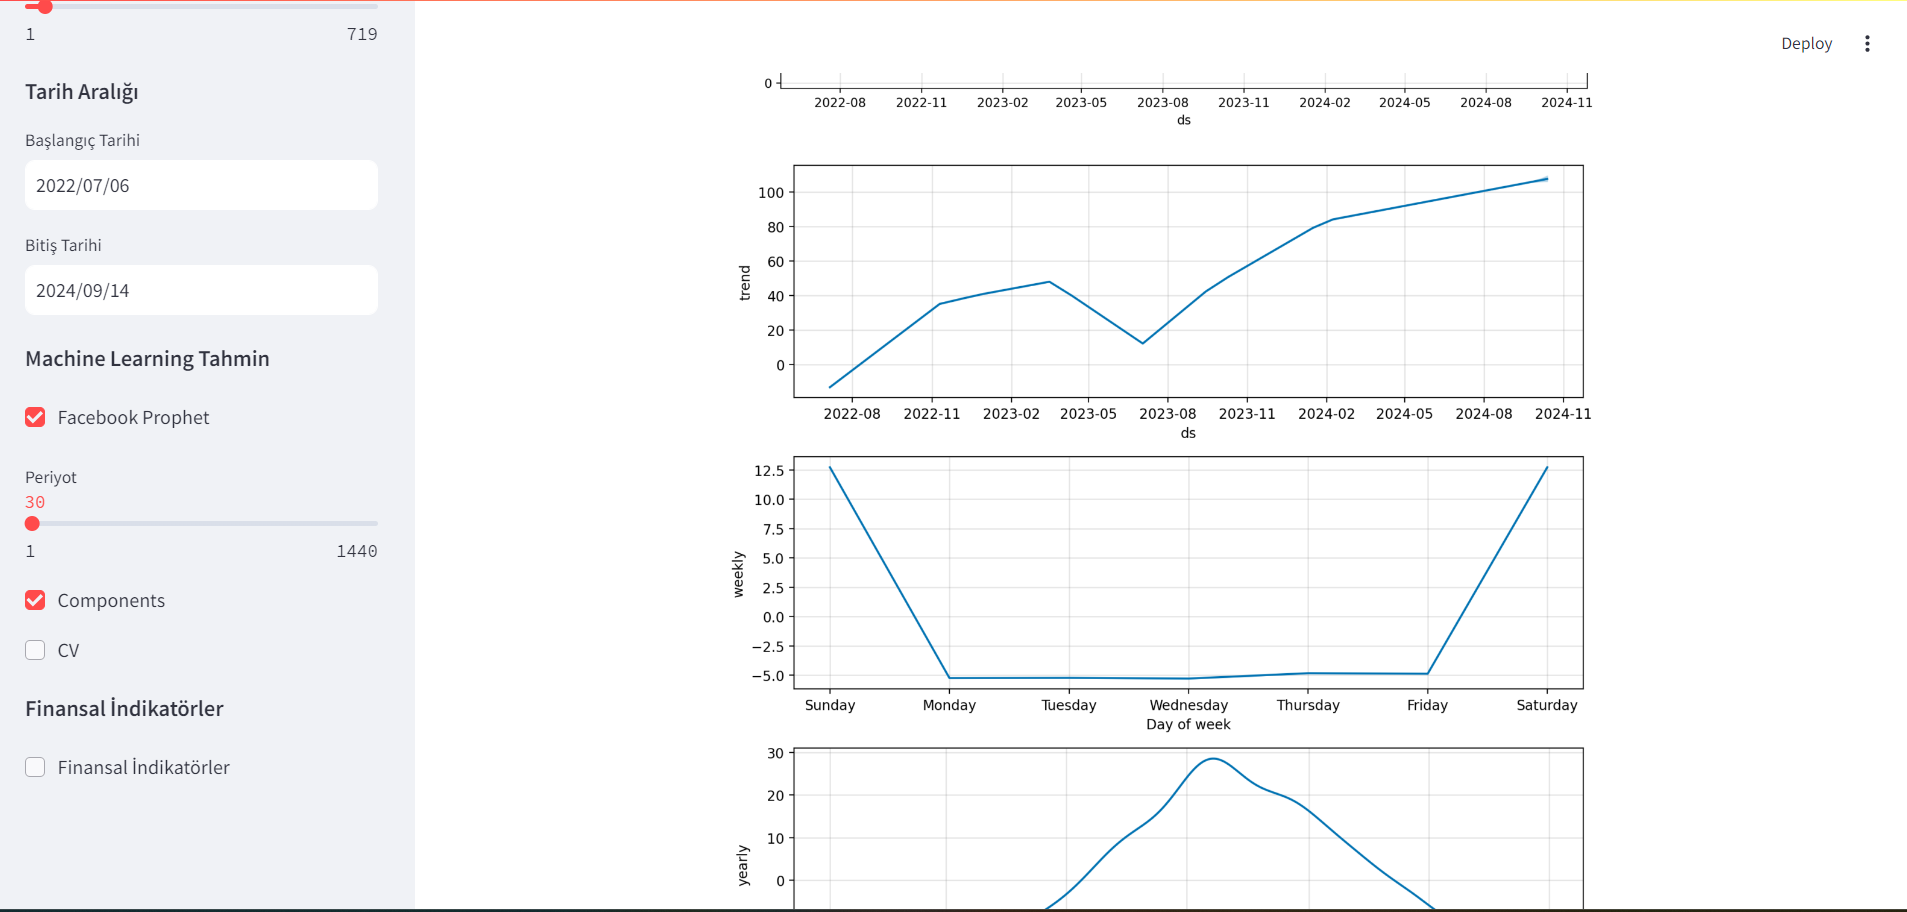 1 719
Tarih Aralığı
Başlangıç Tarihi
2022/07/06
Bitiş Tarihi
2024/09/14
Machine Learning Tahmin
Facebook Prophet
Periyot
30
1 1440
Components
CV
Finansal İndikatörler
Finansal İndikatörler
Deploy
0
2022-08 2022-11 2023-02 2023-05 2023-08 2023-11 2024-02 2024-05 2024-08 2024-11
ds
100
80
60
40
20
0
trend
2022-08 2022-11 2023-02 2023-05 2023-08 2023-11 2024-02 2024-05 2024-08 2024-11
ds
12.5
10.0
7.5
5.0
2.5
0.0
−2.5
−5.0
weekly
Sunday Monday Tuesday Wednesday Thursday Friday Saturday
Day of week
30
20
10
0
yearly